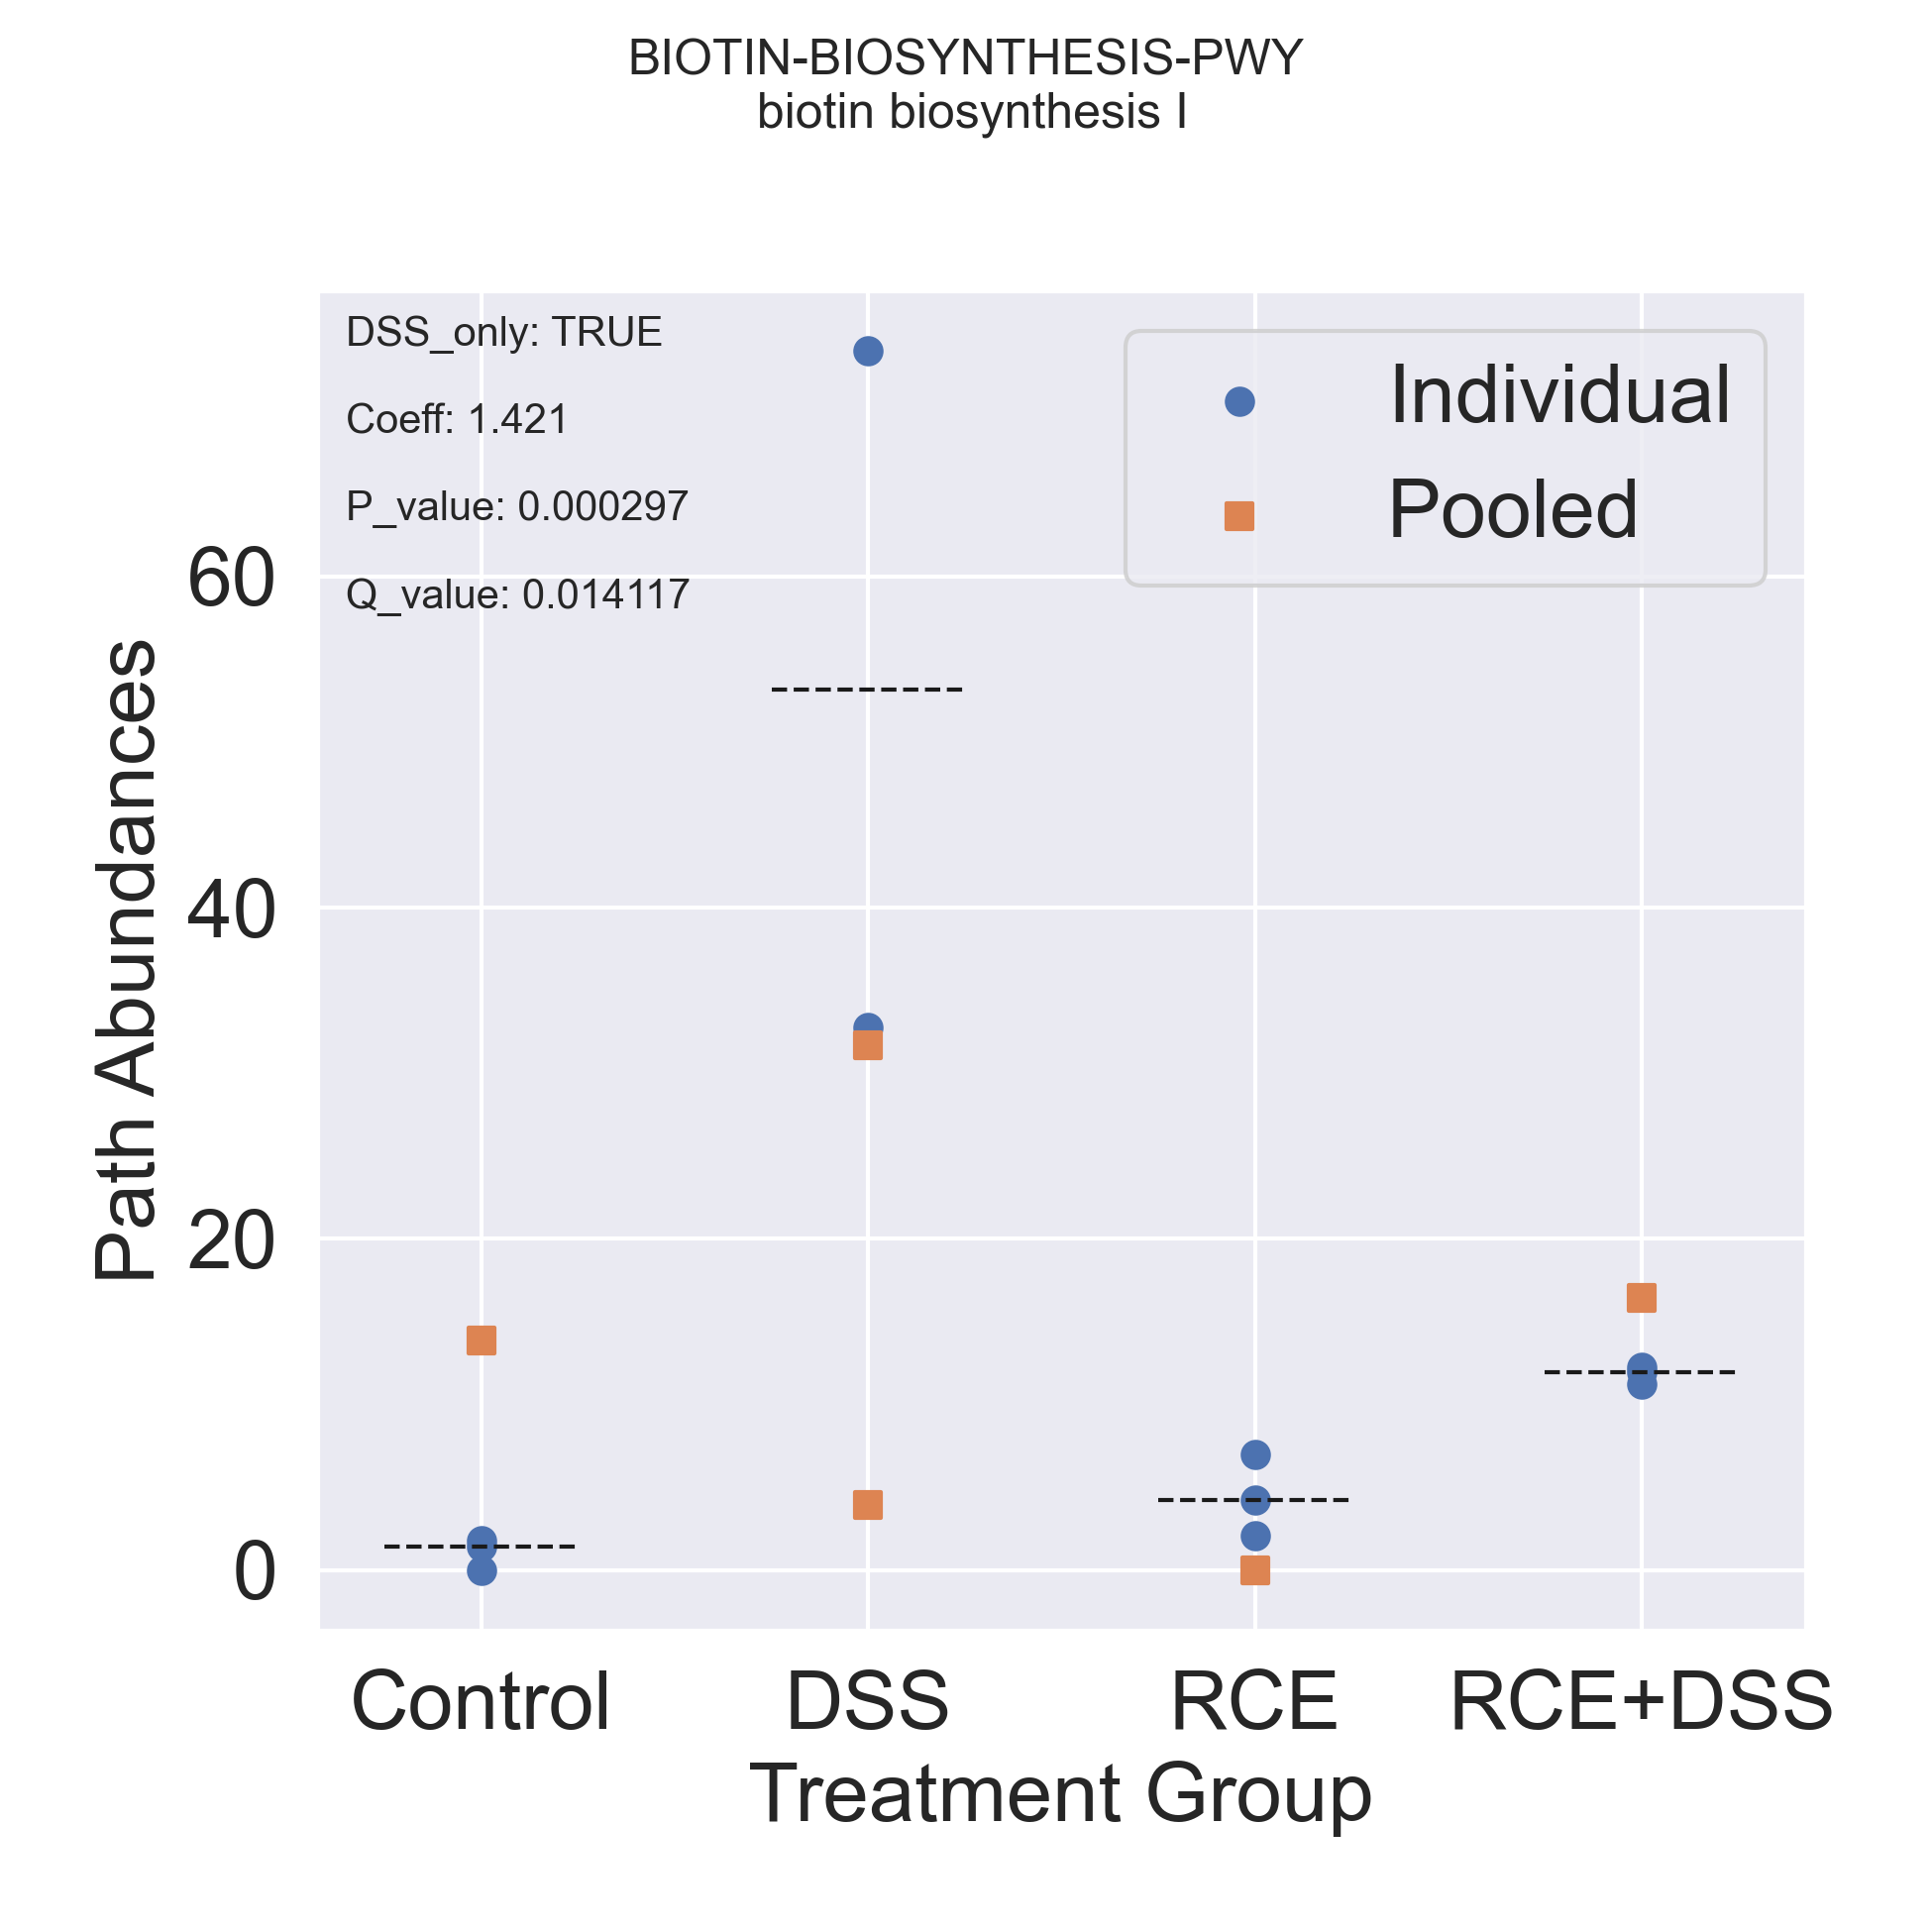 BIOTIN-BIOSYNTHESIS-PWY
biotin biosynthesis I
DSS_only: TRUE
Coeff: 1.421
P_value: 0.000297
Q_value: 0.014117
Individual
Pooled
60
40
20
0
Path Abundances
Control
DSS
RCE
RCE+DSS
Treatment Group